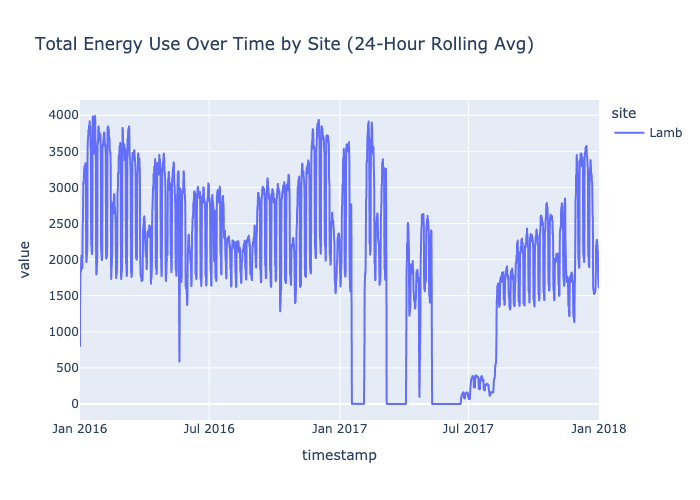 Total Energy Use Over Time by Site (24-Hour Rolling Avg)
site
Lamb
4000
3500
3000
2500
2000
1500
1000
500
0
value
Jan 2016
Jul 2016
Jan 2017
Jul 2017
Jan 2018
timestamp